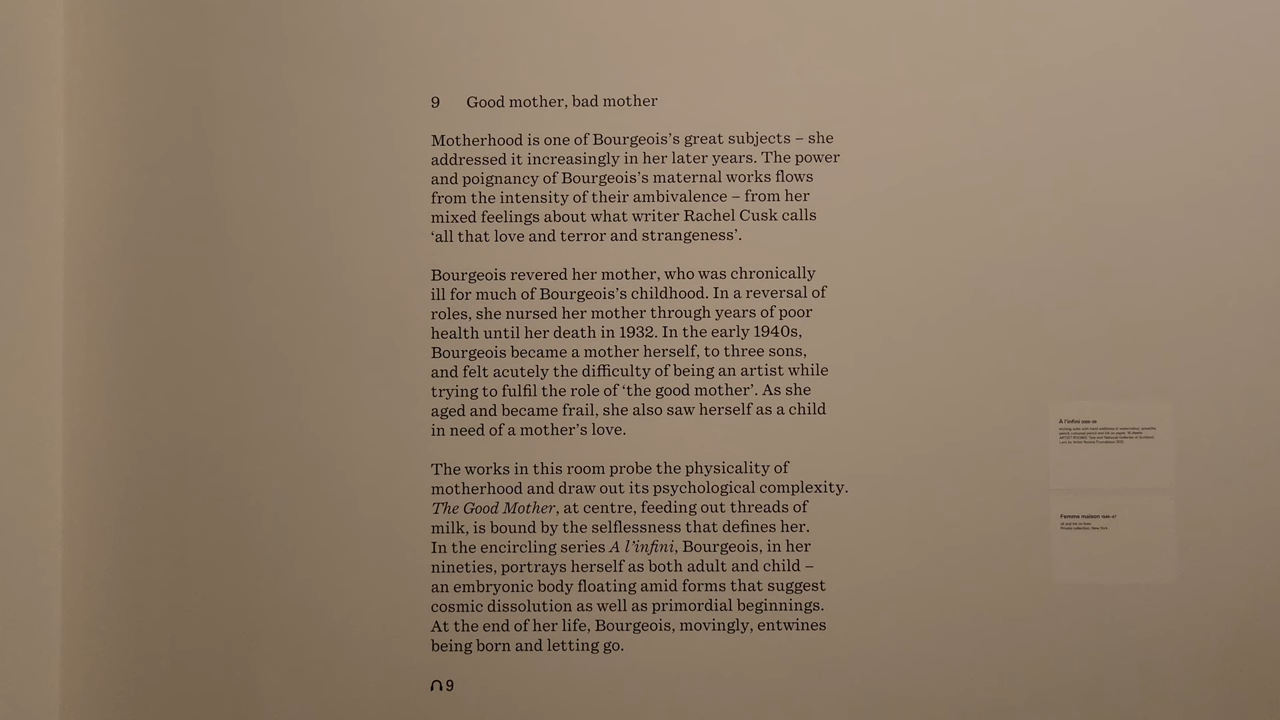 9 Good mother, bad mother
Motherhood is one of Bourgeois's great subjects – she
addressed it increasingly in her later years. The power
and poignancy of Bourgeois's maternal works flows
from the intensity of their ambivalence – from her
mixed feelings about what writer Rachel Cusk calls
‘all that love and terror and strangeness’.
Bourgeois revered her mother, who was chronically
ill for much of Bourgeois's childhood. In a reversal of
roles, she nursed her mother through years of poor
health until her death in 1932. In the early 1940s,
Bourgeois became a mother herself, to three sons,
and felt acutely the difficulty of being an artist while
trying to fulfil the role of ‘the good mother’. As she
aged and became frail, she also saw herself as a child
in need of a mother's love.
The works in this room probe the physicality of
motherhood and draw out its psychological complexity.
The Good Mother, at centre, feeding out threads of
milk, is bound by the selflessness that defines her.
In the encircling series A l'infini, Bourgeois, in her
nineties, portrays herself as both adult and child –
an embryonic body floating amid forms that suggest
cosmic dissolution as well as primordial beginnings.
At the end of her life, Bourgeois, movingly, entwines
being born and letting go.
9
À l'infini
Femme maison
Private collection, New York